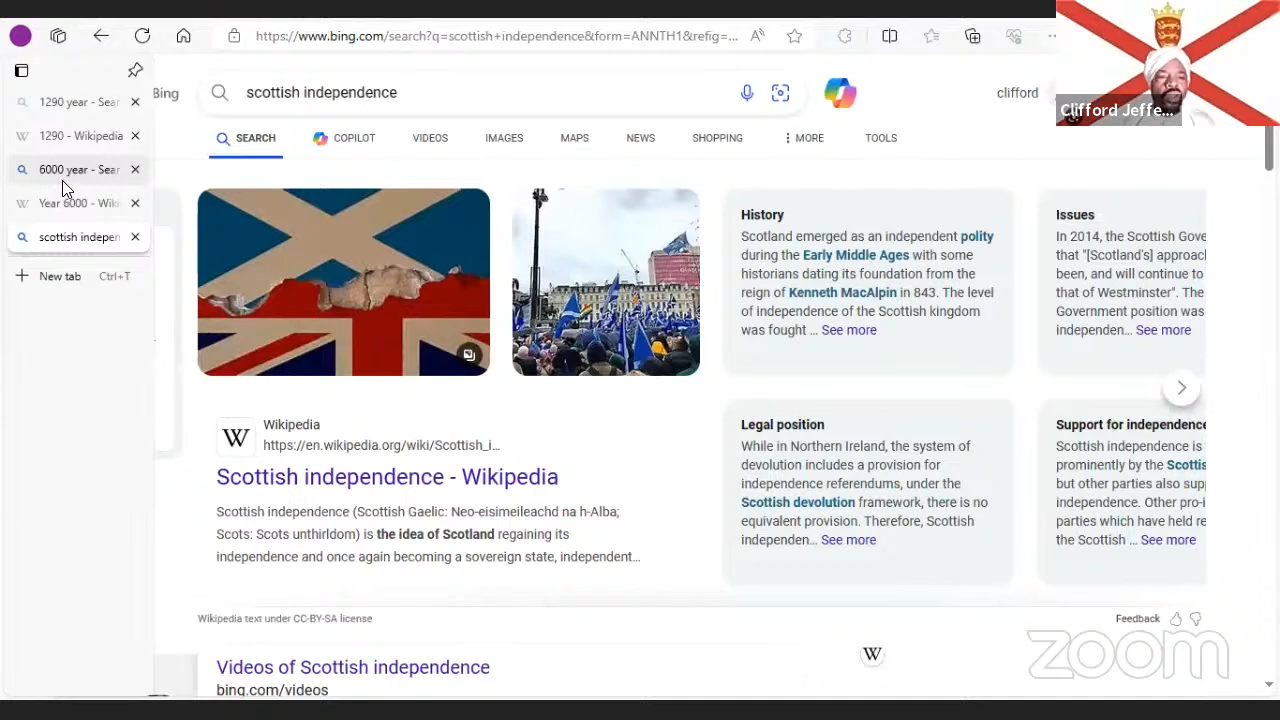 https://www.bing.com/search?q=scottish+independence&form=ANNTH1&refig=...
Clifford Jeffe...
1290 year - Sear
1290 - Wikipedia
6000 year - Sear
Year 6000 - Wiki
scottish indepen
New tab Ctrl+T
Bing
scottish independence
clifford
SEARCH
COPILOT
VIDEOS
IMAGES
MAPS
NEWS
SHOPPING
MORE
TOOLS
History
Scotland emerged as an independent polity
during the Early Middle Ages with some
historians dating its foundation from the
reign of Kenneth MacAlpin in 843. The level
of independence of the Scottish kingdom
was fought ... See more
Issues
In 2014, the Scottish Gove
that "[Scotland's] approach
been, and will continue to
that of Westminster". The
Government position was
independen... See more
W
Wikipedia
https://en.wikipedia.org/wiki/Scottish_i...
Scottish independence - Wikipedia
Scottish independence (Scottish Gaelic: Neo-eisimeileachd na h-Alba;
Scots: Scots unthirldom) is the idea of Scotland regaining its
independence and once again becoming a sovereign state, independent...
Legal position
While in Northern Ireland, the system of
devolution includes a provision for
independence referendums, under the
Scottish devolution framework, there is no
equivalent provision. Therefore, Scottish
independen... See more
Support for independence
Scottish independence is
prominently by the Scottis
but other parties also supp
independence. Other pro-i
parties which have held re
the Scottish ... See more
Wikipedia text under CC-BY-SA license
Feedback
Videos of Scottish independence
bing.com/videos
W
zoom